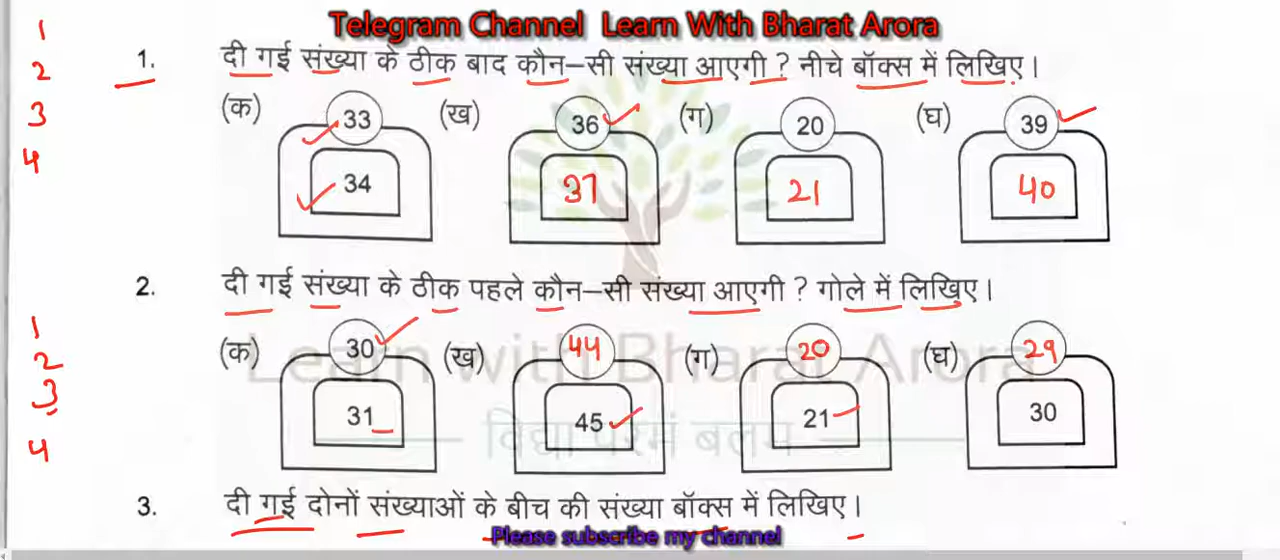 Telegram Channel Learn With Bharat Arora
1
1. दी गई संख्या के ठीक बाद कौन–सी संख्या आएगी ? नीचे बॉक्स में लिखिए।
2
(क) 33 (ख) 36 (ग) 20 (घ) 39
3
4
34 37 21 40
2. दी गई संख्या के ठीक पहले कौन–सी संख्या आएगी ? गोले में लिखिए।
1
(क) 30 (ख) 44 (ग) 20 (घ) 29
2
Learn with Bharat Arora
3
31 45 21 30
विद्या परमं बलम
4
3. दी गई दोनों संख्याओं के बीच की संख्या बॉक्स में लिखिए।
Please subscribe my channel